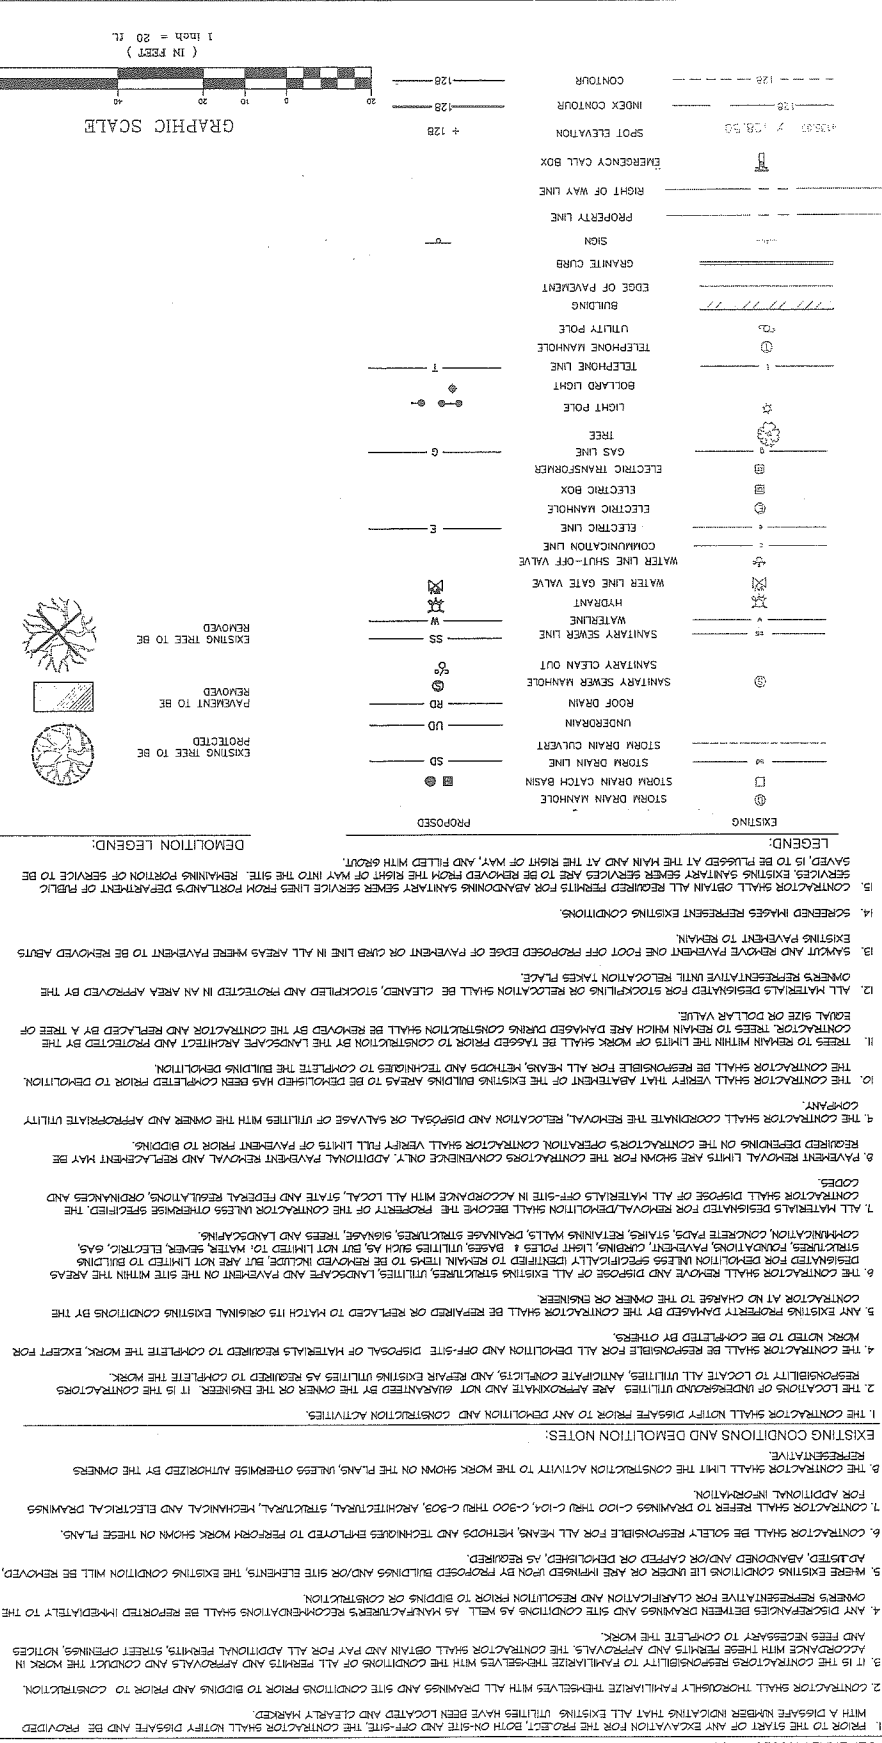 1. PRIOR TO THE START OF ANY EXCAVATION FOR THE PROJECT, BOTH ON-SITE AND OFF-SITE, THE CONTRACTOR SHALL NOTIFY DIGSAFE AND BE PROVIDED
WITH A DIGSAFE NUMBER INDICATING THAT ALL EXISTING UTILITIES HAVE BEEN LOCATED AND CLEARLY MARKED.
2. CONTRACTOR SHALL THOROUGHLY FAMILIARIZE THEMSELVES WITH ALL DRAWINGS AND SITE CONDITIONS PRIOR TO BIDDING AND PRIOR TO CONSTRUCTION.
3. IT IS THE CONTRACTORS RESPONSIBILITY TO FAMILIARIZE THEMSELVES WITH THE CONDITIONS OF ALL PERMITS AND APPROVALS AND CONDUCT THE WORK IN
ACCORDANCE WITH THESE PERMITS AND APPROVALS. THE CONTRACTOR SHALL OBTAIN AND PAY FOR ALL ADDITIONAL PERMITS, STREET OPENINGS, NOTICES
AND FEES NECESSARY TO COMPLETE THE WORK.
4. ANY DISCREPANCIES BETWEEN DRAWINGS AND SITE CONDITIONS AS WELL AS MANUFACTURERS RECOMMENDATIONS SHALL BE REPORTED IMMEDIATELY TO THE
OWNER'S REPRESENTATIVE FOR CLARIFICATION AND RESOLUTION PRIOR TO BIDDING OR CONSTRUCTION.
5. WHERE EXISTING CONDITIONS LIE UNDER OR ARE IMPINGED UPON BY PROPOSED BUILDINGS AND/OR SITE ELEMENTS, THE EXISTING CONDITION WILL BE REMOVED,
ADJUSTED, ABANDONED AND/OR CAPPED OR DEMOLISHED, AS REQUIRED.
6. CONTRACTOR SHALL BE SOLELY RESPONSIBLE FOR ALL MEANS, METHODS AND TECHNIQUES EMPLOYED TO PERFORM WORK SHOWN ON THESE PLANS.
7. CONTRACTOR SHALL REFER TO DRAWINGS C-100 THRU C-104, C-300 THRU C-303, ARCHITECTURAL, STRUCTURAL, MECHANICAL AND ELECTRICAL DRAWINGS
FOR ADDITIONAL INFORMATION.
8. THE CONTRACTOR SHALL LIMIT THE CONSTRUCTION ACTIVITY TO THE WORK SHOWN ON THE PLANS, UNLESS OTHERWISE AUTHORIZED BY THE OWNERS
REPRESENTATIVE.
EXISTING CONDITIONS AND DEMOLITION NOTES:
1. THE CONTRACTOR SHALL NOTIFY DIGSAFE PRIOR TO ANY DEMOLITION AND CONSTRUCTION ACTIVITIES.
2. THE LOCATIONS OF UNDERGROUND UTILITIES ARE APPROXIMATE AND NOT GUARANTEED BY THE OWNER OR THE ENGINEER. IT IS THE CONTRACTORS
RESPONSIBILITY TO LOCATE ALL UTILITIES, ANTICIPATE CONFLICTS, AND REPAIR EXISTING UTILITIES AS REQUIRED TO COMPLETE THE WORK.
4. THE CONTRACTOR SHALL BE RESPONSIBLE FOR ALL DEMOLITION AND OFF-SITE DISPOSAL OF MATERIALS REQUIRED TO COMPLETE THE WORK, EXCEPT FOR
WORK NOTED TO BE COMPLETED BY OTHERS.
5. ANY EXISTING PROPERTY DAMAGED BY THE CONTRACTOR SHALL BE REPAIRED OR REPLACED TO MATCH ITS ORIGINAL EXISTING CONDITIONS BY THE
CONTRACTOR AT NO CHARGE TO THE OWNER OR ENGINEER.
6. THE CONTRACTOR SHALL REMOVE AND DISPOSE OF ALL EXISTING STRUCTURES, UTILITIES, LANDSCAPE AND PAVEMENT ON THE SITE WITHIN THE AREAS
DESIGNATED FOR DEMOLITION UNLESS SPECIFICALLY IDENTIFIED TO REMAIN ITEMS TO BE REMOVED INCLUDE, BUT ARE NOT LIMITED TO BUILDING
STRUCTURES, FOUNDATIONS, PAVEMENT, CURBING, LIGHT POLES & BASES, UTILITIES SUCH AS, BUT NOT LIMITED TO: WATER, SEWER, ELECTRIC, GAS,
COMMUNICATION, CONCRETE PADS, STAIRS, RETAINING WALLS, DRAINAGE STRUCTURES, SIGNAGE, TREES AND LANDSCAPING.
7. ALL MATERIALS DESIGNATED FOR REMOVAL/DEMOLITION SHALL BECOME THE PROPERTY OF THE CONTRACTOR UNLESS OTHERWISE SPECIFIED. THE
CONTRACTOR SHALL DISPOSE OF ALL MATERIALS OFF-SITE IN ACCORDANCE WITH ALL LOCAL, STATE AND FEDERAL REGULATIONS, ORDINANCES AND
CODES.
8. PAVEMENT REMOVAL LIMITS ARE SHOWN FOR THE CONTRACTORS CONVENIENCE ONLY. ADDITIONAL PAVEMENT REMOVAL AND REPLACEMENT MAY BE
REQUIRED DEPENDING ON THE CONTRACTOR'S OPERATION. CONTRACTOR SHALL VERIFY FULL LIMITS OF PAVEMENT PRIOR TO BIDDING.
9. THE CONTRACTOR SHALL COORDINATE THE REMOVAL, RELOCATION AND DISPOSAL OR SALVAGE OF UTILITIES WITH THE OWNER AND APPROPRIATE UTILITY
COMPANY.
10. THE CONTRACTOR SHALL VERIFY THAT ABATEMENT OF THE EXISTING BUILDING AREAS TO BE DEMOLISHED HAS BEEN COMPLETED PRIOR TO DEMOLITION.
THE CONTRACTOR SHALL BE RESPONSIBLE FOR ALL MEANS, METHODS AND TECHNIQUES TO COMPLETE THE BUILDING DEMOLITION.
11. TREES TO REMAIN WITHIN THE LIMITS OF WORK SHALL BE TAGGED PRIOR TO CONSTRUCTION BY THE LANDSCAPE ARCHITECT AND PROTECTED BY THE
CONTRACTOR. TREES TO REMAIN WHICH ARE DAMAGED DURING CONSTRUCTION SHALL BE REMOVED BY THE CONTRACTOR AND REPLACED BY A TREE OF
EQUAL SIZE OR DOLLAR VALUE.
12. ALL MATERIALS DESIGNATED FOR STOCKPILING OR RELOCATION SHALL BE CLEANED, STOCKPILED AND PROTECTED IN AN AREA APPROVED BY THE
OWNER'S REPRESENTATIVE UNTIL RELOCATION TAKES PLACE.
13. SAWCUT AND REMOVE PAVEMENT ONE FOOT OFF PROPOSED EDGE OF PAVEMENT OR CURB LINE IN ALL AREAS WHERE PAVEMENT TO BE REMOVED ABUTS
EXISTING PAVEMENT TO REMAIN.
14. SCREENED IMAGES REPRESENT EXISTING CONDITIONS.
15. CONTRACTOR SHALL OBTAIN ALL REQUIRED PERMITS FOR ABANDONING SANITARY SEWER SERVICE LINES FROM PORTLAND'S DEPARTMENT OF PUBLIC
SERVICES. EXISTING SANITARY SEWER SERVICES ARE TO BE REMOVED FROM THE RIGHT OF WAY INTO THE SITE. REMAINING PORTION OF SERVICE TO BE
SAVED, IS TO BE PLUGGED AT THE MAIN AND AT THE RIGHT OF WAY, AND FILLED WITH GROUT.
LEGEND:
EXISTING PROPOSED
S STORM DRAIN MANHOLE
STORM DRAIN CATCH BASIN
SD STORM DRAIN LINE SD
STORM DRAIN CULVERT
UNDERDRAIN UD
ROOF DRAIN RD
S SANITARY SEWER MANHOLE S
SANITARY CLEAN OUT c/o
SS SANITARY SEWER LINE SS
W WATERLINE W
HYDRANT
WATER LINE GATE VALVE
WATER LINE SHUT-OFF VALVE
C COMMUNICATION LINE
E ELECTRIC LINE E
E ELECTRIC MANHOLE
ELECTRIC BOX
ELECTRIC TRANSFORMER
G GAS LINE G
TREE
LIGHT POLE
BOLLARD LIGHT
T TELEPHONE LINE T
T TELEPHONE MANHOLE
UTILITY POLE
BUILDING
EDGE OF PAVEMENT
GRANITE CURB
SIGN
PROPERTY LINE
RIGHT OF WAY LINE
EMERGENCY CALL BOX
X 128.50 SPOT ELEVATION + 128
128 INDEX CONTOUR 128
128 CONTOUR 128
DEMOLITION LEGEND:
EXISTING TREE TO BE
PROTECTED
PAVEMENT TO BE
REMOVED
EXISTING TREE TO BE
REMOVED
GRAPHIC SCALE
20 0 10 20 40
( IN FEET )
1 inch = 20 ft.